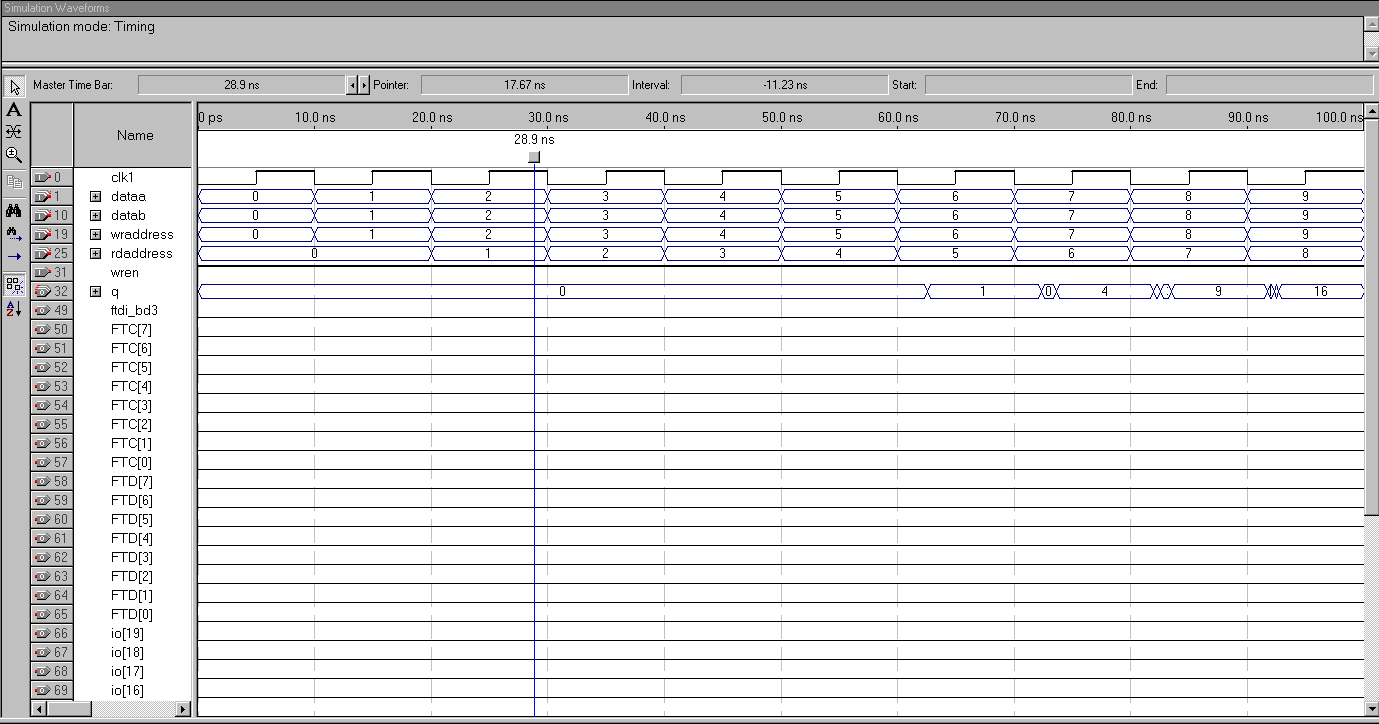 Simulation Waveforms
Simulation mode: Timing
Master Time Bar: 28.9 ns Pointer: 17.67 ns Interval: -11.23 ns Start: End:
Name 0 ps 10.0 ns 20.0 ns 30.0 ns 40.0 ns 50.0 ns 60.0 ns 70.0 ns 80.0 ns 90.0 ns 100.0 ns
28.9 ns
0 clk1
1 dataa 0 1 2 3 4 5 6 7 8 9
10 datab 0 1 2 3 4 5 6 7 8 9
19 wraddress 0 1 2 3 4 5 6 7 8 9
25 rdaddress 0 1 2 3 4 5 6 7 8
31 wren
32 q 0 1 0 4 9 16
49 ftdi_bd3
50 FTC[7]
51 FTC[6]
52 FTC[5]
53 FTC[4]
54 FTC[3]
55 FTC[2]
56 FTC[1]
57 FTC[0]
58 FTD[7]
59 FTD[6]
60 FTD[5]
61 FTD[4]
62 FTD[3]
63 FTD[2]
64 FTD[1]
65 FTD[0]
66 io[19]
67 io[18]
68 io[17]
69 io[16]